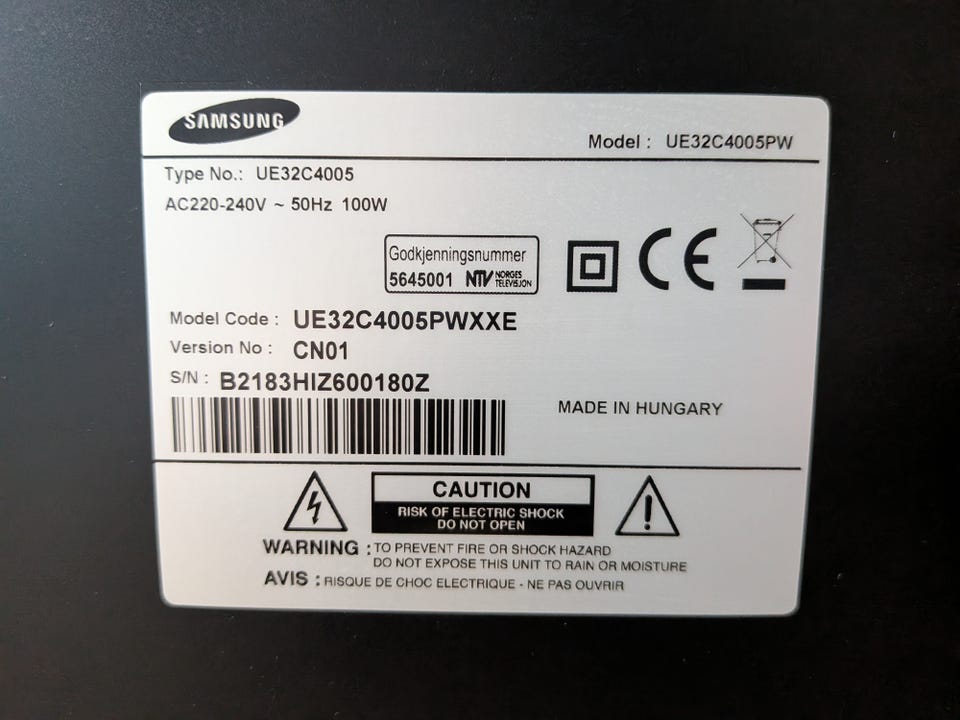 SAMSUNG
Model : UE32C4005PW
Type No.: UE32C4005
AC220-240V ~ 50Hz 100W
Godkjenningsnummer
5645001 NTV NORGES TELEVISJON
CE
Model Code : UE32C4005PWXXE
Version No : CN01
S/N : B2183HIZ600180Z
MADE IN HUNGARY
CAUTION
RISK OF ELECTRIC SHOCK
DO NOT OPEN
WARNING : TO PREVENT FIRE OR SHOCK HAZARD
DO NOT EXPOSE THIS UNIT TO RAIN OR MOISTURE
AVIS : RISQUE DE CHOC ELECTRIQUE - NE PAS OUVRIR